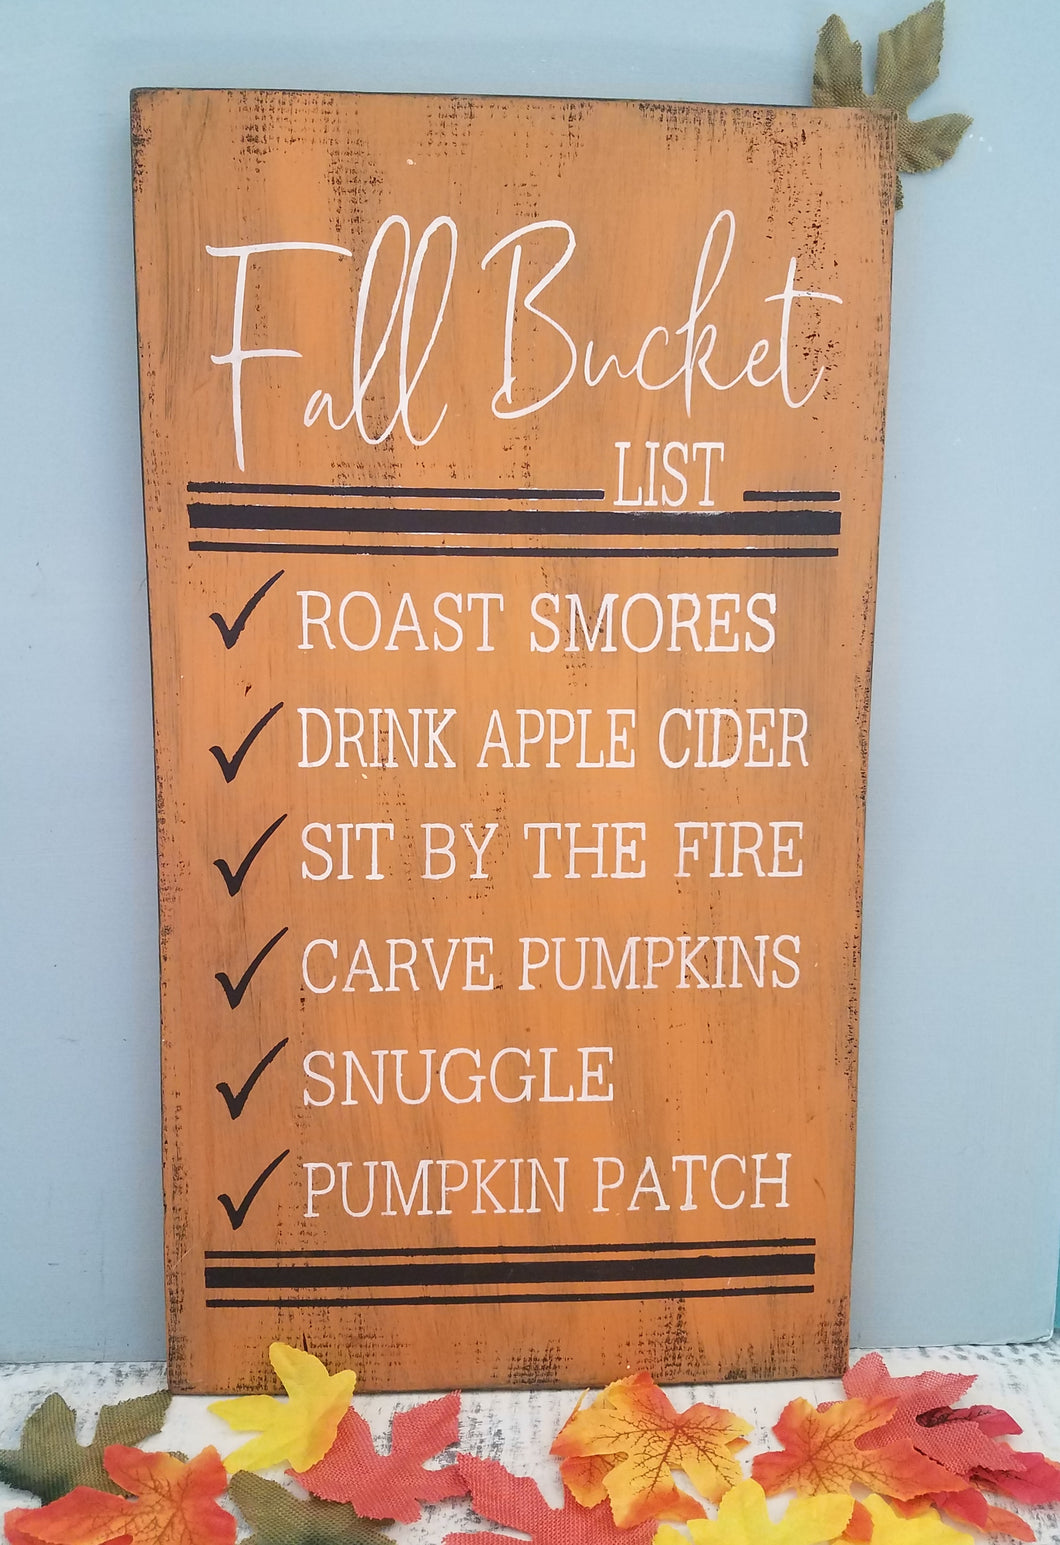 Fall Bucket
LIST
ROAST SMORES
DRINK APPLE CIDER
SIT BY THE FIRE
CARVE PUMPKINS
SNUGGLE
PUMPKIN PATCH